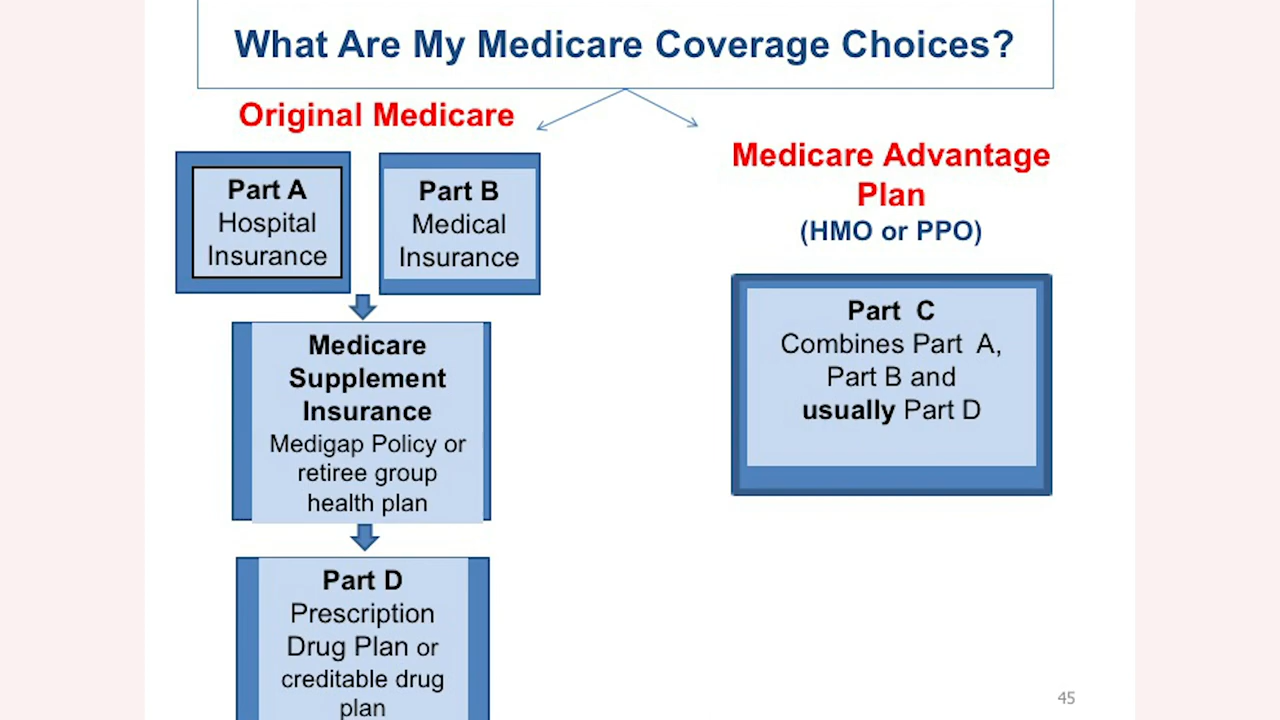 What Are My Medicare Coverage Choices?
Original Medicare
Part A
Hospital
Insurance
Part B
Medical
Insurance
Medicare
Supplement
Insurance
Medigap Policy or
retiree group
health plan
Part D
Prescription
Drug Plan or
creditable drug
plan
Medicare Advantage
Plan
(HMO or PPO)
Part C
Combines Part A,
Part B and
usually Part D
45